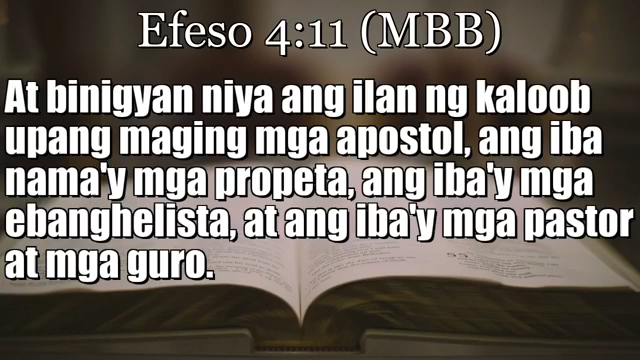 Efeso 4:11 (MBB)
At binigyan niya ang ilan ng kaloob
upang maging mga apostol, ang iba
nama'y mga propeta, ang iba'y mga
ebanghelista, at ang iba'y mga pastor
at mga guro.